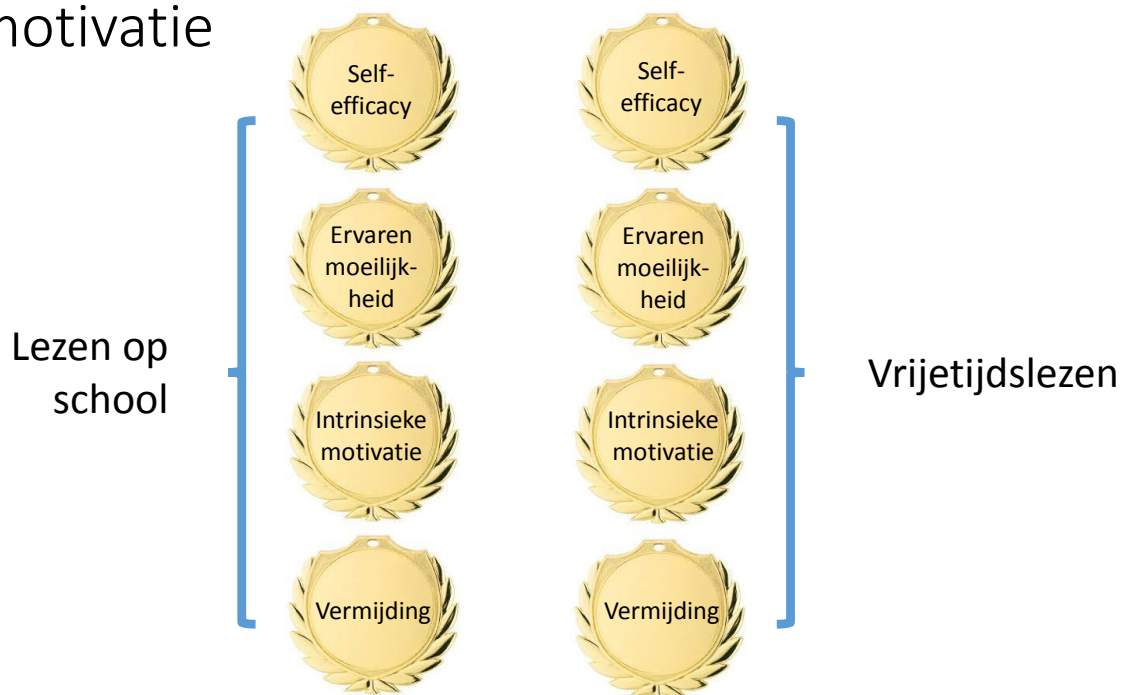 motivatie
Self-
efficacy
Ervaren
moeilijk-
heid
Intrinsieke
motivatie
Vermijding
Lezen op
school
Self-
efficacy
Ervaren
moeilijk-
heid
Intrinsieke
motivatie
Vermijding
Vrijetijdslezen